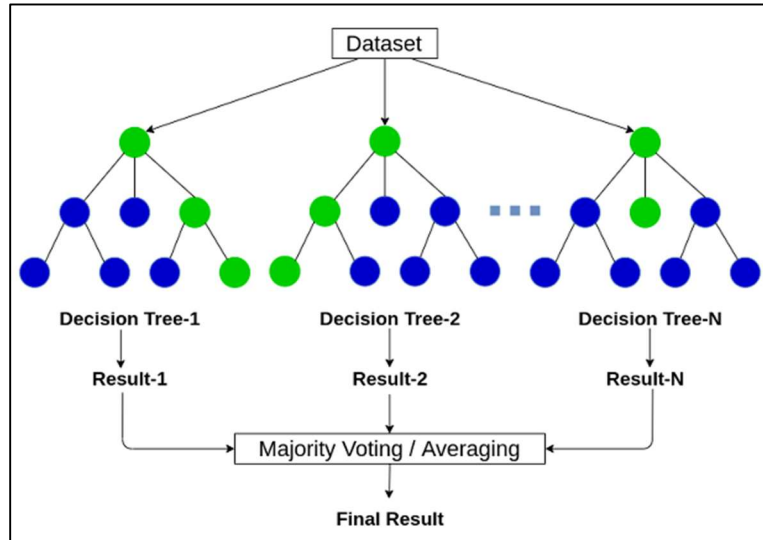 Dataset
Decision Tree-1
Decision Tree-2
Decision Tree-N
Result-1
Result-2
Result-N
Majority Voting / Averaging
Final Result